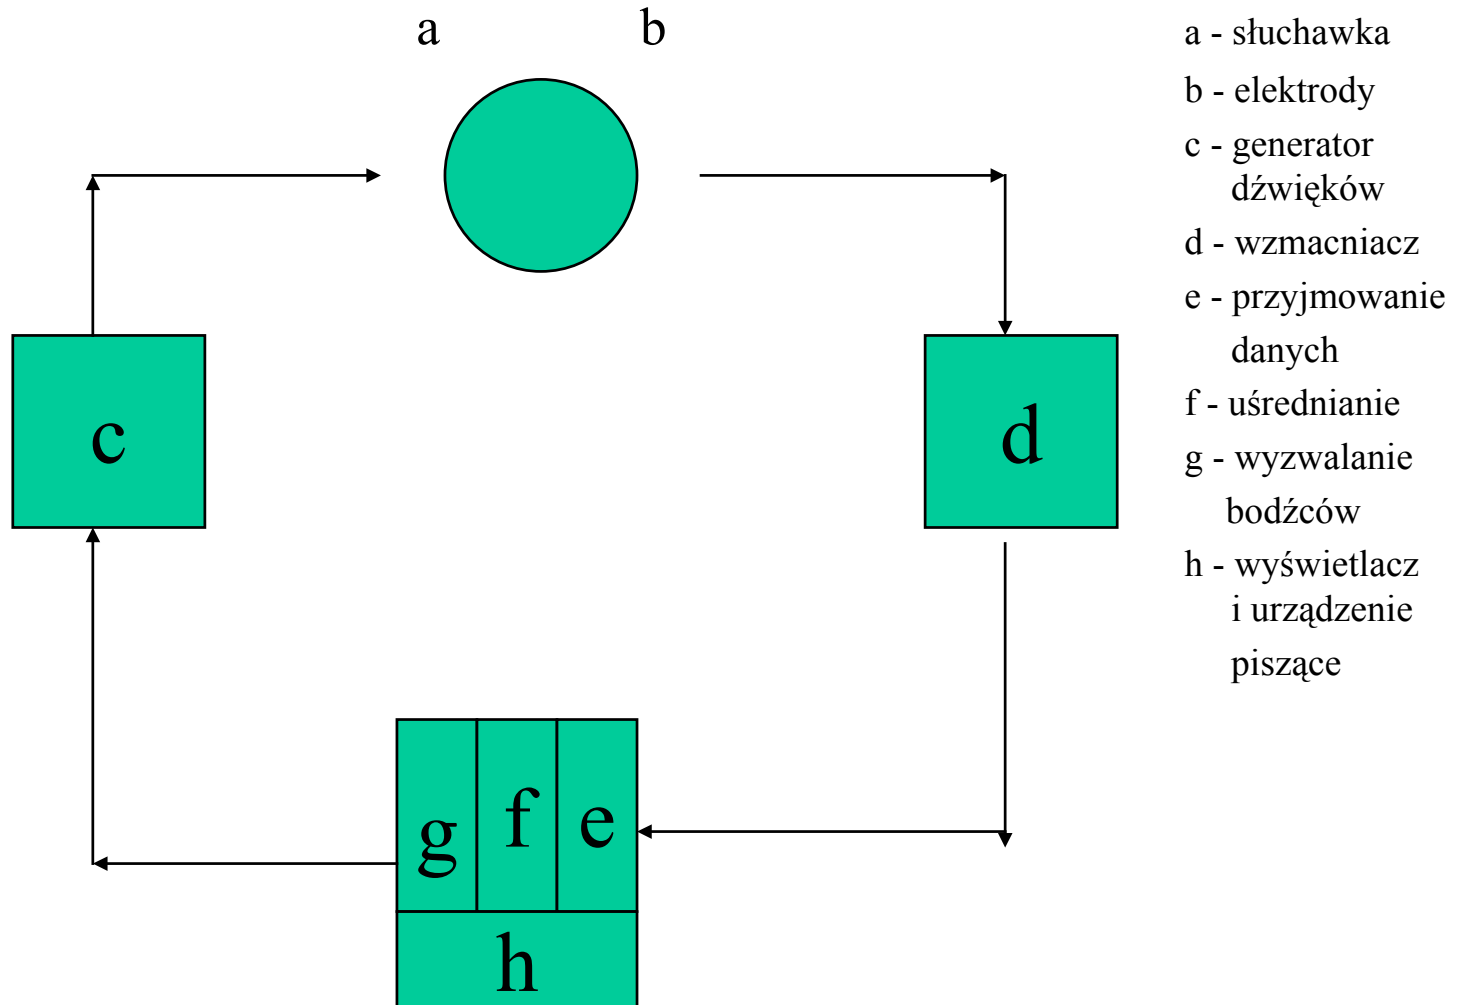 a
b
c
d
g
f
e
h
a - słuchawka
b - elektrody
c - generator
dźwięków
d - wzmacniacz
e - przyjmowanie
danych
f - uśrednianie
g - wyzwalanie
bodźców
h - wyświetlacz
i urządzenie
piszące